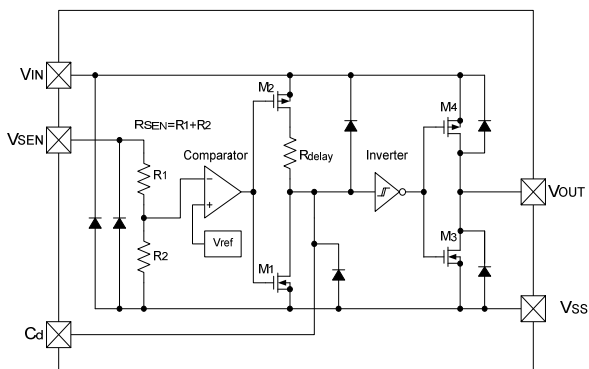 VIN
M2
M4
RSEN=R1+R2
VSEN
Comparator
Rdelay
Inverter
R1
−
+
VOUT
Vref
R2
M1
M3
VSS
Cd